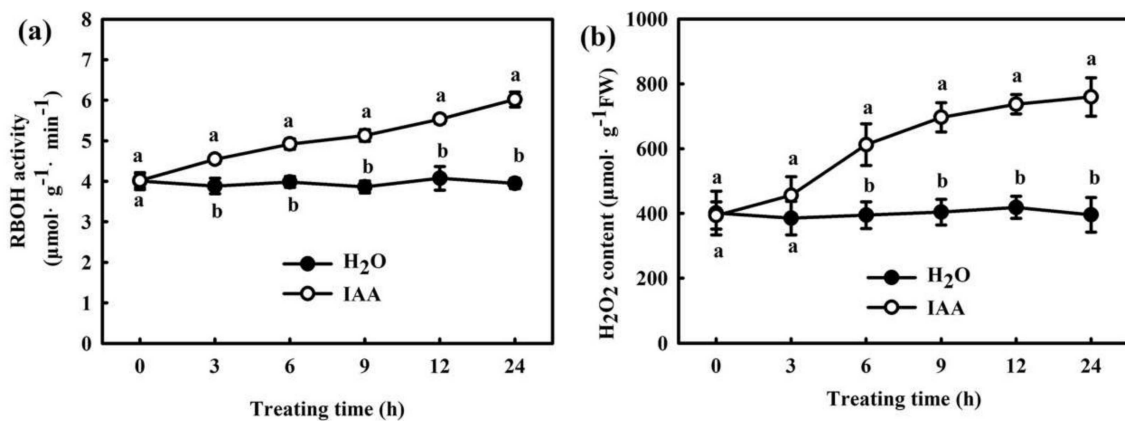 (a)
RBOH activity
(μmol· g⁻¹· min⁻¹)
8
7
6
5
4
3
2
1
0
a a a a a a
a b b b b b
H₂O
IAA
0 3 6 9 12 24
Treating time (h)
(b)
H₂O₂ content (μmol· g⁻¹FW)
1000
800
600
400
200
0
a a a a a a
a a b b b b
H₂O
IAA
0 3 6 9 12 24
Treating time (h)